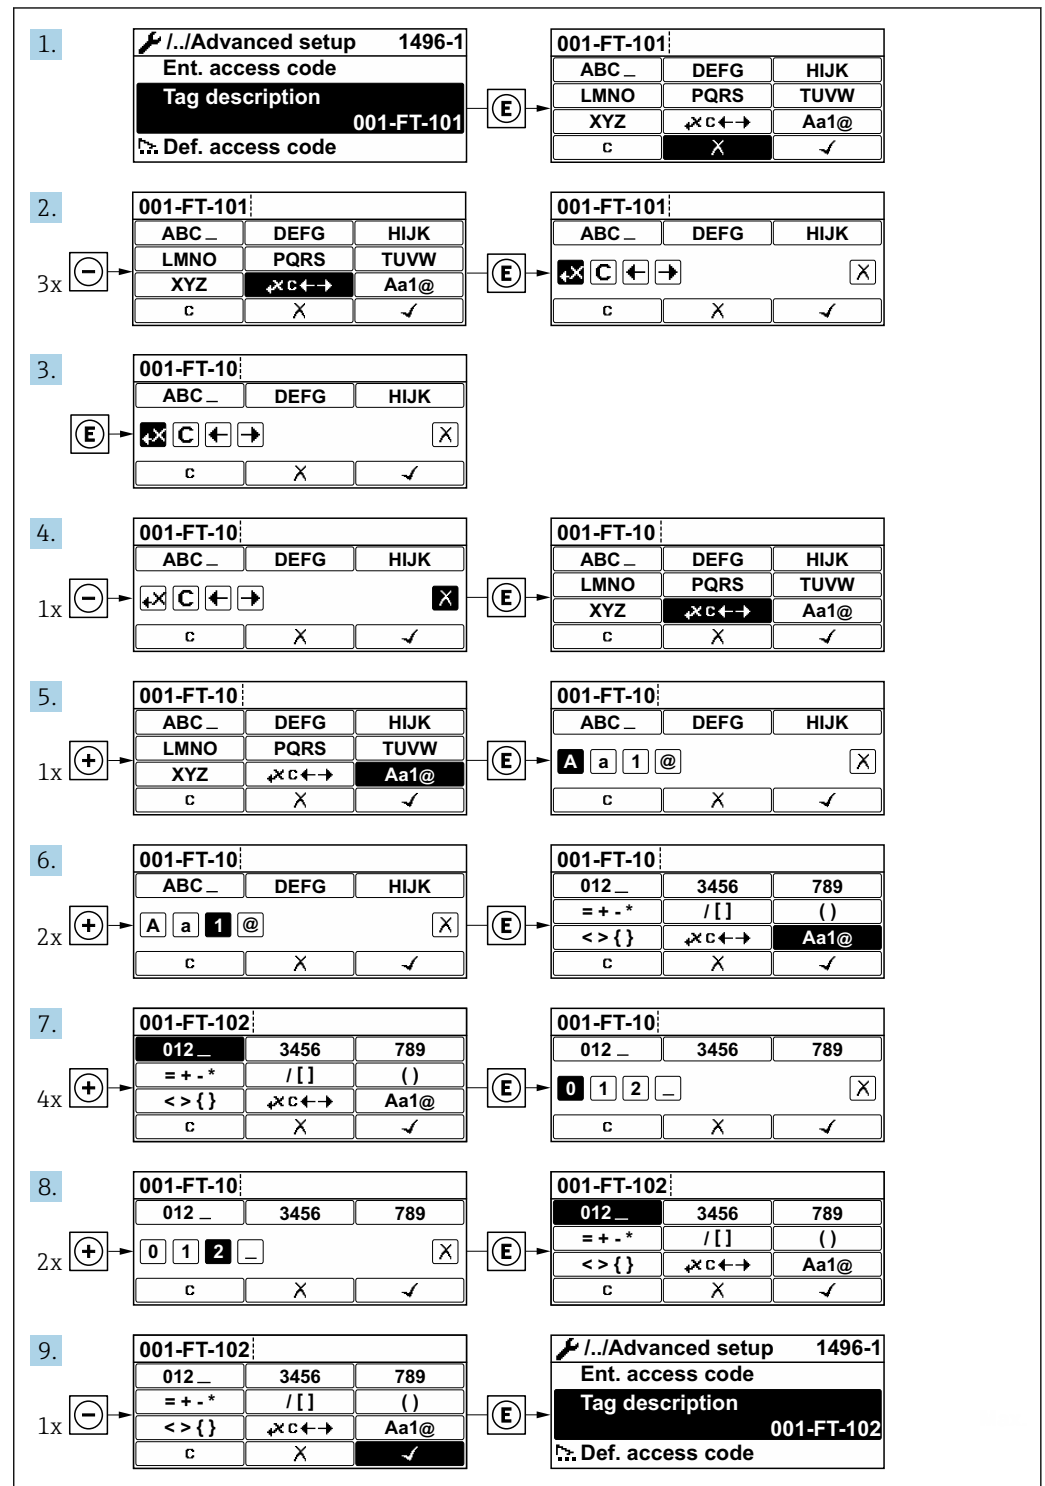 1.
/../Advanced setup 1496-1
Ent. access code
Tag description
001-FT-101
Def. access code
E
001-FT-101
ABC_ DEFG HIJK
LMNO PQRS TUVW
XYZ C←→ Aa1@
C X ✓
2.
3x
001-FT-101
ABC_ DEFG HIJK
LMNO PQRS TUVW
XYZ C←→ Aa1@
C X ✓
E
001-FT-101
ABC_ DEFG HIJK
C ← → X
C X ✓
3.
E
001-FT-10
ABC_ DEFG HIJK
C ← → X
C X ✓
4.
1x
001-FT-10
ABC_ DEFG HIJK
C ← → X
C X ✓
E
001-FT-10
ABC_ DEFG HIJK
LMNO PQRS TUVW
XYZ C←→ Aa1@
C X ✓
5.
1x
001-FT-10
ABC_ DEFG HIJK
LMNO PQRS TUVW
XYZ C←→ Aa1@
C X ✓
E
001-FT-10
ABC_ DEFG HIJK
A a 1 @ X
C X ✓
6.
2x
001-FT-10
ABC_ DEFG HIJK
A a 1 @ X
C X ✓
E
001-FT-10
012_ 3456 789
=+-* /[] ()
<>{} C←→ Aa1@
C X ✓
7.
4x
001-FT-102
012_ 3456 789
=+-* /[] ()
<>{} C←→ Aa1@
C X ✓
E
001-FT-10
012_ 3456 789
0 1 2 _ X
C X ✓
8.
2x
001-FT-10
012_ 3456 789
0 1 2 _ X
C X ✓
E
001-FT-102
012_ 3456 789
=+-* /[] ()
<>{} C←→ Aa1@
C X ✓
9.
1x
001-FT-102
012_ 3456 789
=+-* /[] ()
<>{} C←→ Aa1@
C X ✓
E
/../Advanced setup 1496-1
Ent. access code
Tag description
001-FT-102
Def. access code